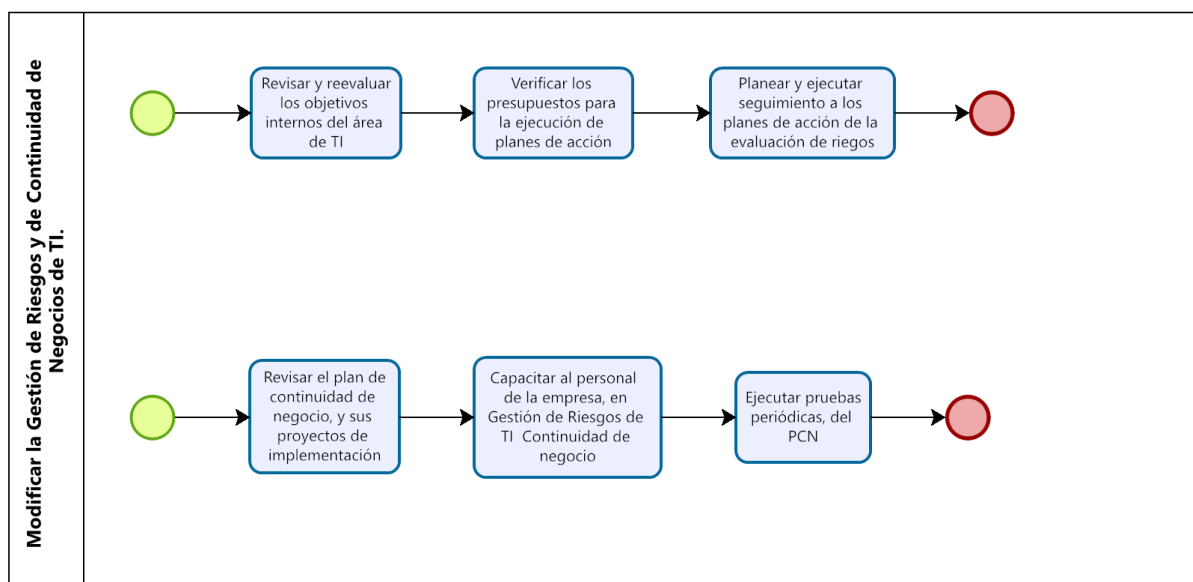 Modificar la Gestión de Riesgos y de Continuidad de
Negocios de TI.
Revisar y reevaluar
los objetivos
internos del área
de TI
Verificar los
presupuestos para
la ejecución de
planes de acción
Planear y ejecutar
seguimiento a los
planes de acción de la
evaluación de riegos
Revisar el plan de
continuidad de
negocio, y sus
proyectos de
implementación
Capacitar al personal
de la empresa, en
Gestión de Riesgos de
TI  Continuidad de
negocio
Ejecutar pruebas
periódicas, del
PCN